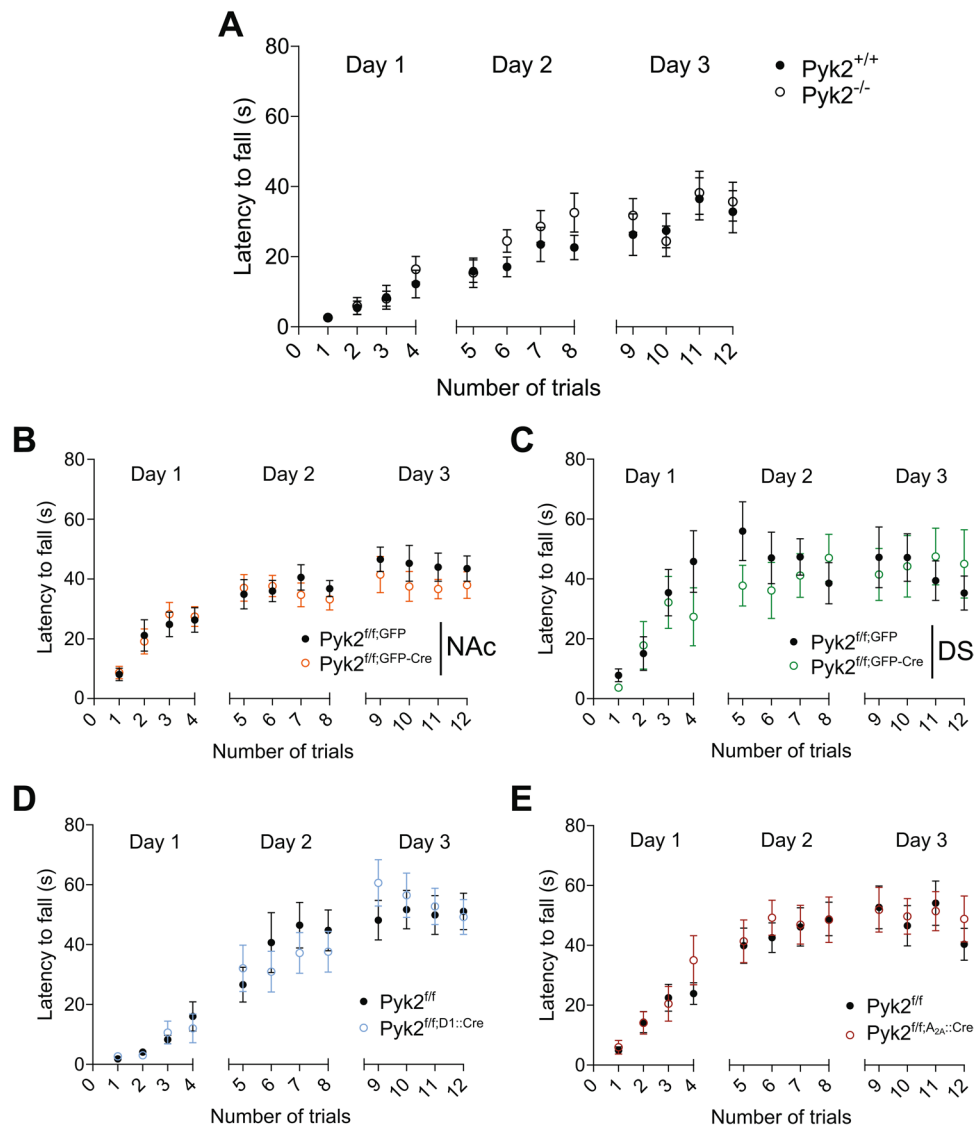 A
Day 1 Day 2 Day 3
Pyk2+/+
Pyk2-/-
Latency to fall (s)
80
60
40
20
0
0 1 2 3 4 5 6 7 8 9 10 11 12
Number of trials
B
Day 1 Day 2 Day 3
Latency to fall (s)
80
60
40
20
0
Pyk2f/f;GFP
Pyk2f/f;GFP-Cre
NAc
0 1 2 3 4 5 6 7 8 9 10 11 12
Number of trials
C
Day 1 Day 2 Day 3
Latency to fall (s)
80
60
40
20
0
Pyk2f/f;GFP
Pyk2f/f;GFP-Cre
DS
0 1 2 3 4 5 6 7 8 9 10 11 12
Number of trials
D
Day 1 Day 2 Day 3
Latency to fall (s)
80
60
40
20
0
Pyk2f/f
Pyk2f/f;D1::Cre
0 1 2 3 4 5 6 7 8 9 10 11 12
Number of trials
E
Day 1 Day 2 Day 3
Latency to fall (s)
80
60
40
20
0
Pyk2f/f
Pyk2f/f;A2A::Cre
0 1 2 3 4 5 6 7 8 9 10 11 12
Number of trials